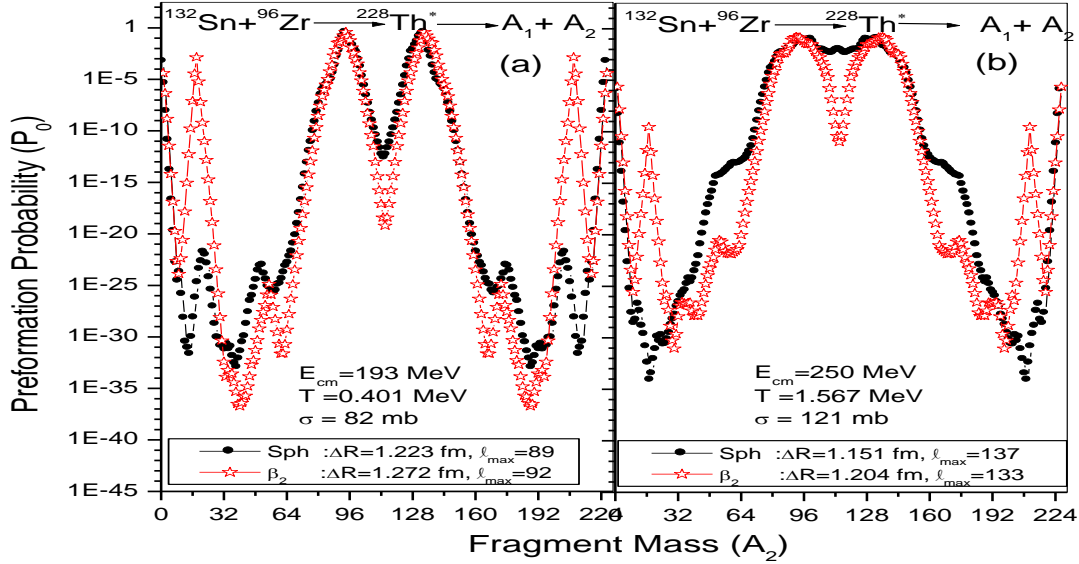 ¹³²Sn+⁹⁶Zr ⟶ ²²⁸Th* ⟶ A₁+ A₂
(a)
E_cm=193 MeV
T =0.401 MeV
σ = 82 mb
Sph :ΔR=1.223 fm, ℓ_max=89
β₂ :ΔR=1.272 fm, ℓ_max=92
¹³²Sn+⁹⁶Zr ⟶ ²²⁸Th* ⟶ A₁+ A₂
(b)
E_cm=250 MeV
T =1.567 MeV
σ = 121 mb
Sph :ΔR=1.151 fm, ℓ_max=137
β₂ :ΔR=1.204 fm, ℓ_max=133
Preformation Probability (P₀)
1
1E-5
1E-10
1E-15
1E-20
1E-25
1E-30
1E-35
1E-40
1E-45
0 32 64 96 128 160 192 22 32 64 96 128 160 192 224
Fragment Mass (A₂)